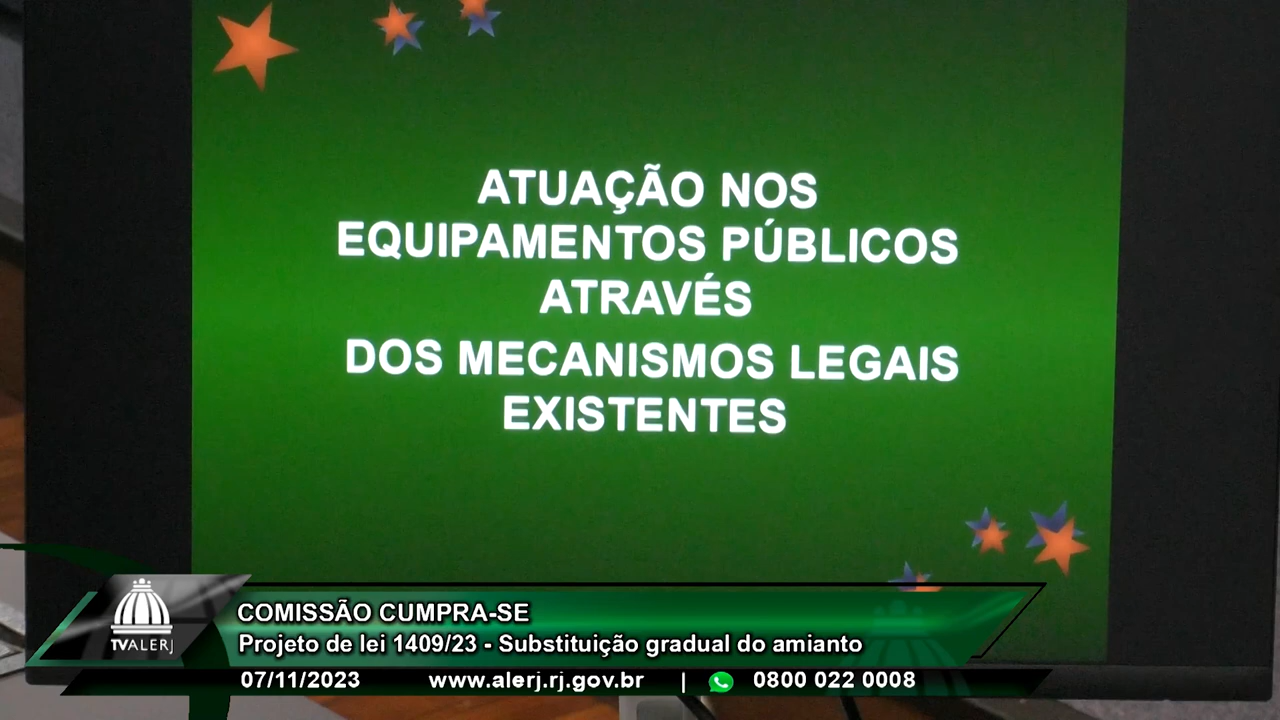 ATUAÇÃO NOS
EQUIPAMENTOS PÚBLICOS
ATRAVÉS
DOS MECANISMOS LEGAIS
EXISTENTES
COMISSÃO CUMPRA-SE
Projeto de lei 1409/23 - Substituição gradual do amianto
TVALERJ
07/11/2023 www.alerj.rj.gov.br | 0800 022 0008